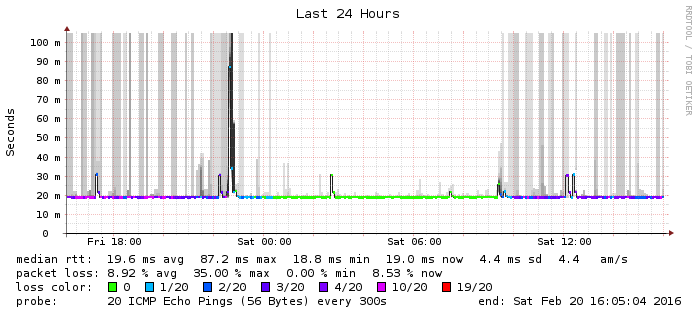 Last 24 Hours
RRDTOOL / TOBI OETIKER
Seconds
100 m
90 m
80 m
70 m
60 m
50 m
40 m
30 m
20 m
10 m
0
Fri 18:00 Sat 00:00 Sat 06:00 Sat 12:00
median rtt: 19.6 ms avg 87.2 ms max 18.8 ms min 19.0 ms now 4.4 ms sd 4.4 am/s
packet loss: 8.92 % avg 35.00 % max 0.00 % min 8.53 % now
loss color: 0 1/20 2/20 3/20 4/20 10/20 19/20
probe: 20 ICMP Echo Pings (56 Bytes) every 300s end: Sat Feb 20 16:05:04 2016